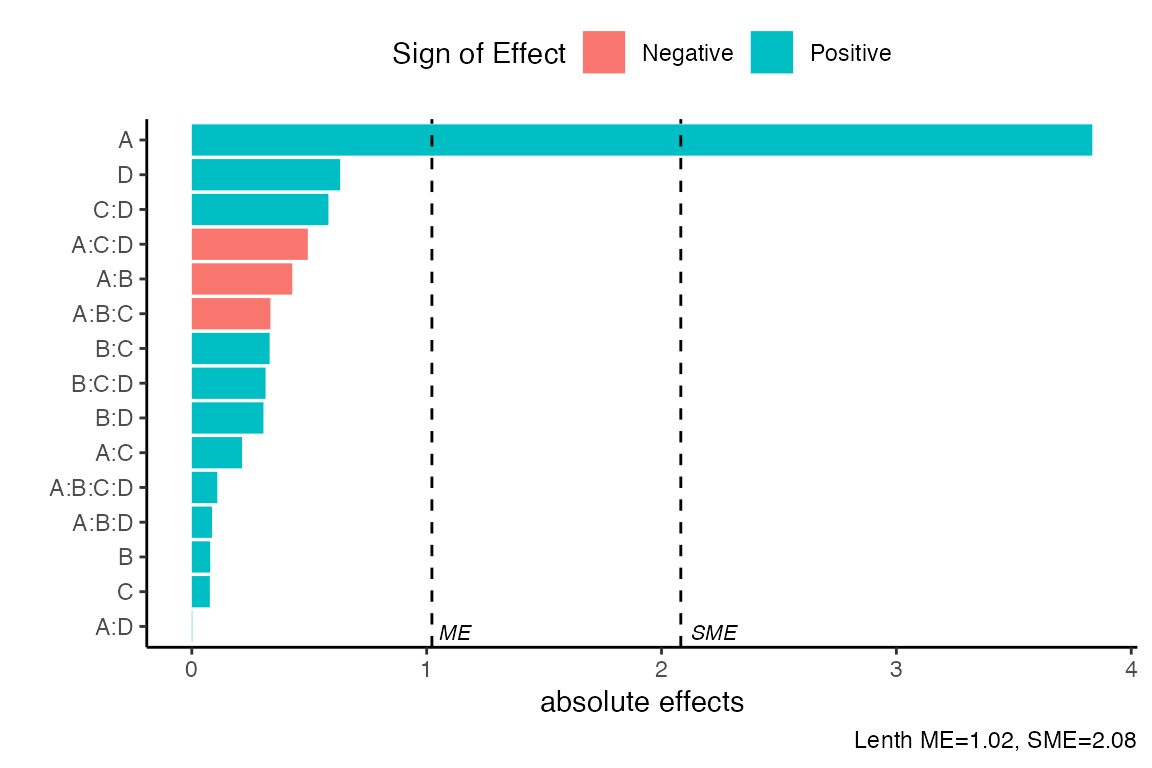 Sign of Effect Negative Positive
A
D
C:D
A:C:D
A:B
A:B:C
B:C
B:C:D
B:D
A:C
A:B:C:D
A:B:D
B
C
A:D
ME SME
0 1 2 3 4
absolute effects
Lenth ME=1.02, SME=2.08